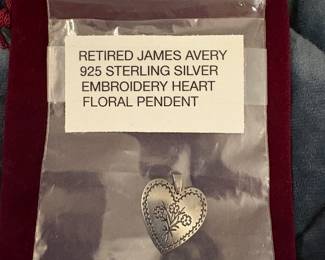 RETIRED JAMES AVERY
925 STERLING SILVER
EMBROIDERY HEART
FLORAL PENDENT